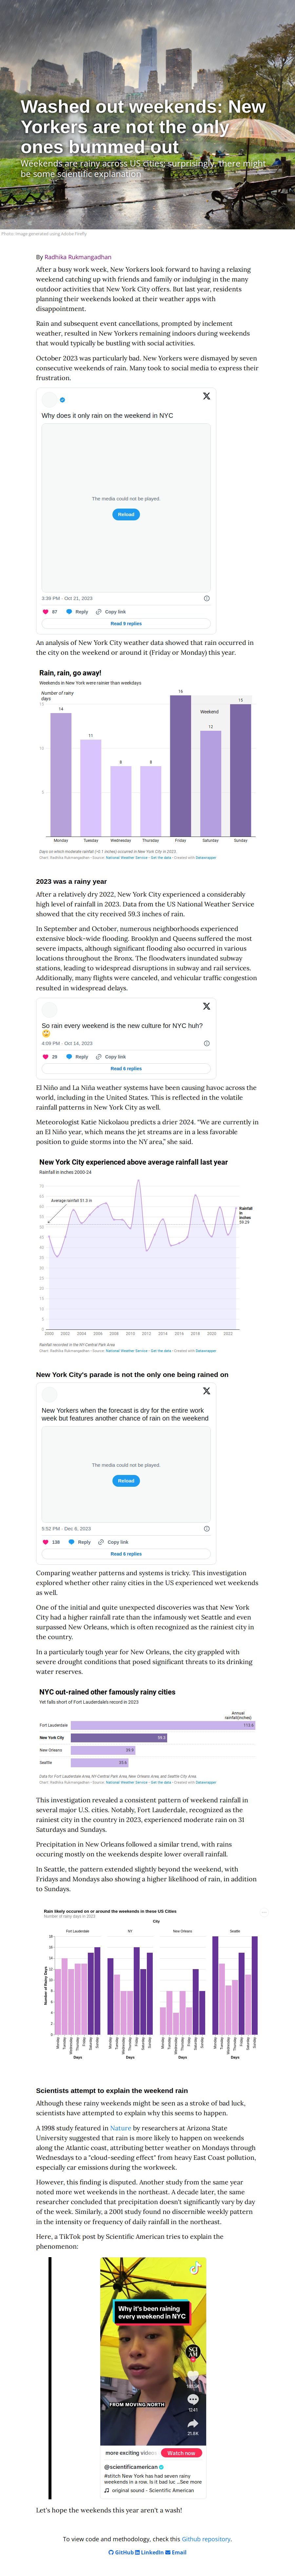 Washed out weekends: New
Yorkers are not the only
ones bummed out
Weekends are rainy across US cities; surprisingly, there might
be some scientific explanation
Photo: Image generated using Adobe Firefly
By Radhika Rukmangadhan
After a busy work week, New Yorkers look forward to having a relaxing
weekend catching up with friends and family or indulging in the many
outdoor activities that New York City offers. But last year, residents
planning their weekends looked at their weather apps with
disappointment.
Rain and subsequent event cancellations, prompted by inclement
weather, resulted in New Yorkers remaining indoors during weekends
that would typically be bustling with social activities.
October 2023 was particularly bad. New Yorkers were dismayed by seven
consecutive weekends of rain. Many took to social media to express their
frustration.
Why does it only rain on the weekend in NYC
The media could not be played.
Reload
3:36 PM · Oct 21, 2023
87 Reply Copy link
Read 9 replies
An analysis of New York City weather data showed that rain occurred in
the city on the weekend or around it (Friday or Monday) this year.
Rain, rain, go away!
Weekends in New York were rainier than weekdays
Number of rainy
days
16
15
14
15
Weekend
12
11
10
8
8
5
Monday Tuesday Wednesday Thursday Friday Saturday Sunday
Days on which moderate rainfall (>0.1 inches) occurred in New York City in 2023.
Chart: Radhika Rukmangadhan • Source: National Weather Service • Get the data • Created with Datawrapper
2023 was a rainy year
After a relatively dry 2022, New York City experienced a considerably
high level of rainfall in 2023. Data from the US National Weather Service
showed that the city received 59.3 inches of rain.
In September and October, numerous neighborhoods experienced
extensive block-wide flooding. Brooklyn and Queens suffered the most
severe impacts, although significant flooding also occurred in various
locations throughout the Bronx. The floodwaters inundated subway
stations, leading to widespread disruptions in subway and rail services.
Additionally, many flights were canceled, and vehicular traffic congestion
resulted in widespread delays.
So rain every weekend is the new culture for NYC huh?
🙄
4:09 PM · Oct 14, 2023
29 Reply Copy link
Read 6 replies
El Niño and La Niña weather systems have been causing havoc across the
world, including in the United States. This is reflected in the volatile
rainfall patterns in New York City as well.
Meteorologist Katie Nickolaou predicts a drier 2024. “We are currently in
an El Niño year, which means the jet streams are in a less favorable
position to guide storms into the NY area,” she said.
New York City experienced above average rainfall last year
Rainfall in inches 2000-24
70
65
Average rainfall 51.3 in
60
Rainfall
in
inches
59.29
55
50
45
40
35
30
25
20
15
10
5
0
2000 2002 2004 2006 2008 2010 2012 2014 2016 2018 2020 2022
Rainfall recorded in the NY Central Park Area
Chart: Radhika Rukmangadhan • Source: National Weather Service • Get the data • Created with Datawrapper
New York City's parade is not the only one being rained on
New Yorkers when the forecast is dry for the entire work
week but features another chance of rain on the weekend
The media could not be played.
Reload
5:52 PM · Dec 6, 2023
138 Reply Copy link
Read 6 replies
Comparing weather patterns and systems is tricky. This investigation
explored whether other rainy cities in the US experienced wet weekends
as well.
One of the initial and quite unexpected discoveries was that New York
City had a higher rainfall rate than the infamously wet Seattle and even
surpassed New Orleans, which is often recognized as the rainiest city in
the country.
In a particularly tough year for New Orleans, the city grappled with
severe drought conditions that posed significant threats to its drinking
water reserves.
NYC out-rained other famously rainy cities
Yet falls short of Fort Lauderdale's record in 2023
Annual
rainfall(inches)
Fort Lauderdale 113.6
New York City 59.3
New Orleans 39.9
Seattle 35.6
Data for Fort Lauderdale Area, NY-Central Park Area, New Orleans Area, and Seattle City Area.
Chart: Radhika Rukmangadhan • Source: National Weather Service • Get the data • Created with Datawrapper
This investigation revealed a consistent pattern of weekend rainfall in
several major U.S. cities. Notably, Fort Lauderdale, recognized as the
rainiest city in the country in 2023, experienced moderate rain on 31
Saturdays and Sundays.
Precipitation in New Orleans followed a similar trend, with rains
occuring mostly on the weekends despite lower overall rainfall.
In Seattle, the pattern extended slightly beyond the weekend, with
Fridays and Mondays also showing a higher likelihood of rain, in addition
to Sundays.
Rain likely occured on or around the weekends in these US Cities
Number of rainy days in 2023
City
Fort Lauderdale NY New Orleans Seattle
Number of Rainy Days
18
16
14
12
10
8
6
4
2
0
Monday Tuesday Wednesday Thursday Friday Saturday Sunday Monday Tuesday Wednesday Thursday Friday Saturday Sunday Monday Tuesday Wednesday Thursday Friday Saturday Sunday Monday Tuesday Wednesday Thursday Friday Saturday Sunday
Days Days Days Days
Scientists attempt to explain the weekend rain
Although these rainy weekends might be seen as a stroke of bad luck,
scientists have attempted to explain why this seems to happen.
A 1998 study featured in Nature by researchers at Arizona State
University suggested that rain is more likely to happen on weekends
along the Atlantic coast, attributing better weather on Mondays through
Wednesdays to a "cloud-seeding effect" from heavy East Coast pollution,
especially car emissions during the workweek.
However, this finding is disputed. Another study from the same year
noted more wet weekends in the northeast. A decade later, the same
researcher concluded that precipitation doesn't significantly vary by day
of the week. Similarly, a 2001 study found no discernible weekly pattern
in the intensity or frequency of daily rainfall in the northeast.
Here, a TikTok post by Scientific American tries to explain the
phenomenon:
Why it's been raining
every weekend in NYC
SCI
AM
1241
21.8K
FROM MOVING NORTH
more exciting videos
Watch now
@scientificamerican
#stitch New York has had seven rainy
weekends in a row. Is it bad luc ...See more
original sound - Scientific American
Let's hope the weekends this year aren't a wash!
To view code and methodology, check this Github repository.
GitHub LinkedIn Email